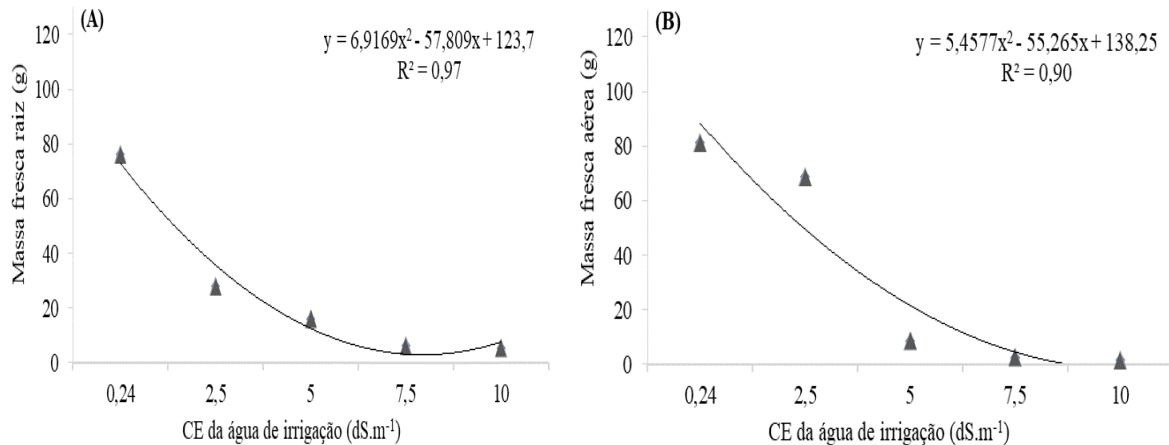 (A)
y = 6,9169x² - 57,809x + 123,7
R² = 0,97
Massa fresca raiz (g)
120
100
80
60
40
20
0
0,24 2,5 5 7,5 10
CE da água de irrigação (dS.m⁻¹)
(B)
y = 5,4577x² - 55,265x + 138,25
R² = 0,90
Massa fresca aérea (g)
120
100
80
60
40
20
0
0,24 2,5 5 7,5 10
CE da água de irrigação (dS.m⁻¹)